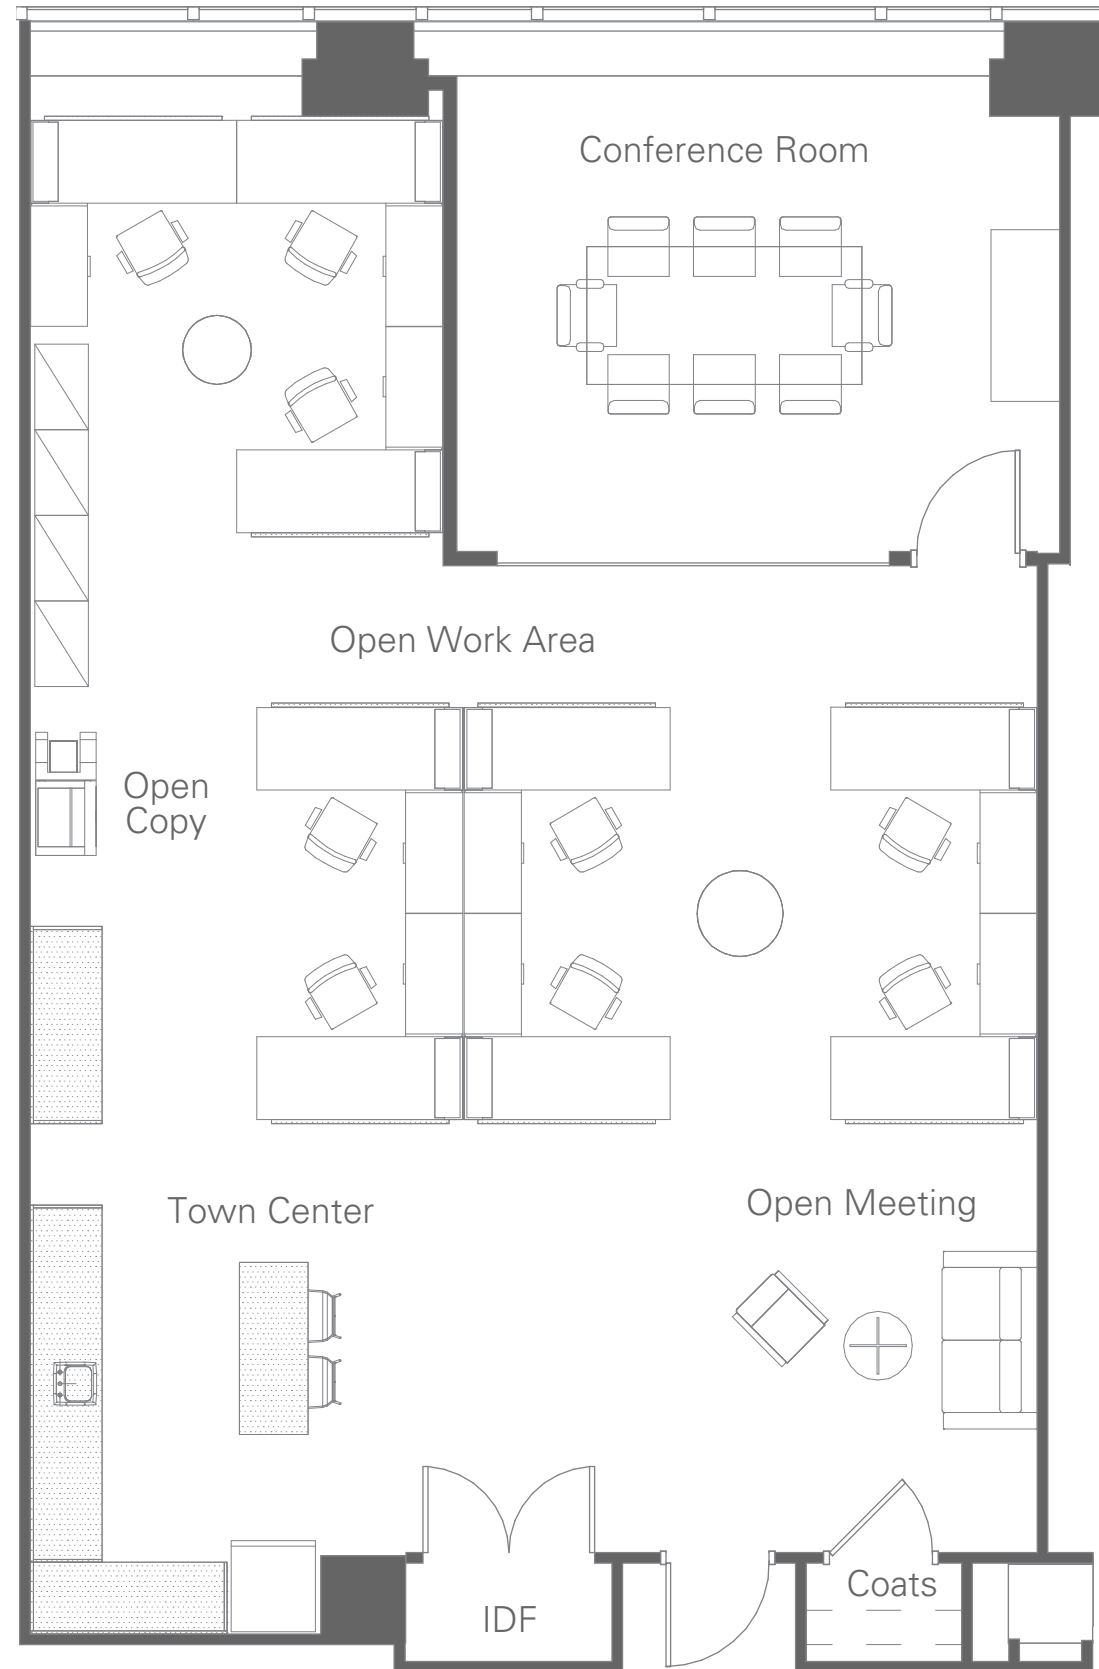 Conference Room
Open Work Area
Open
Copy
Town Center
Open Meeting
Coats
IDF